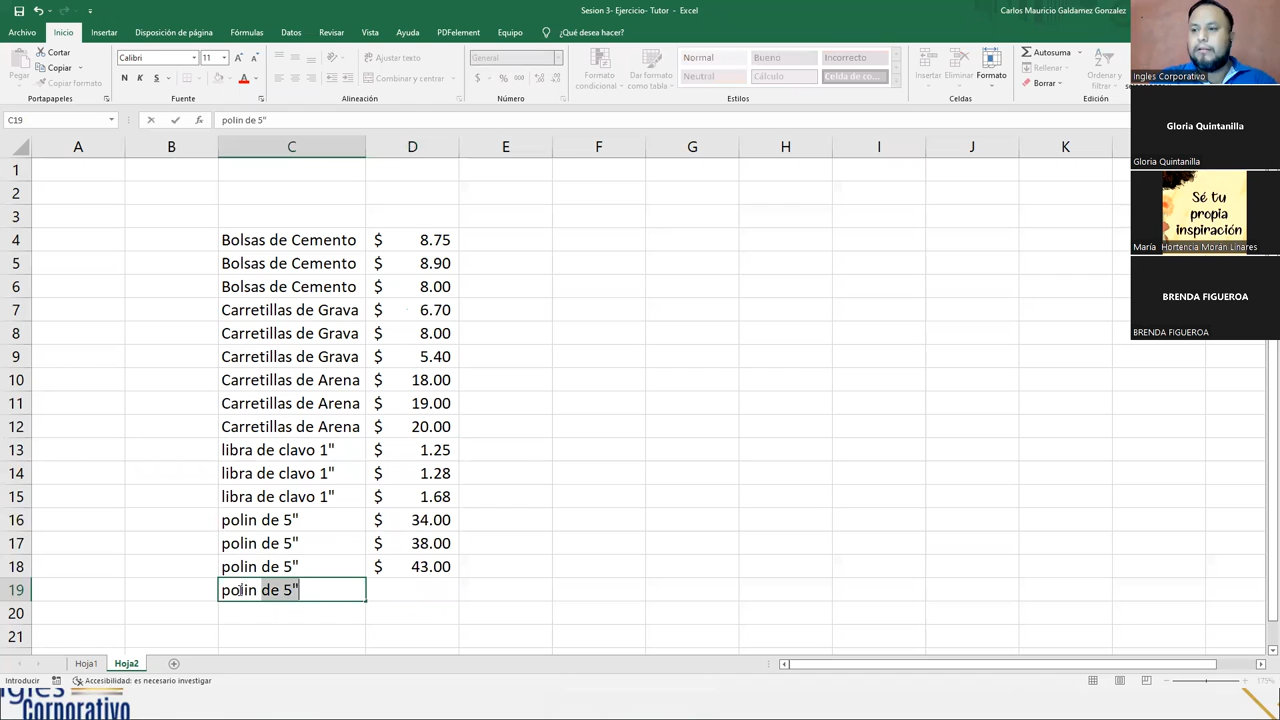 Sesion 3- Ejercicio- Tutor - Excel
Carlos Mauricio Galdamez Gonzalez
Archivo Inicio Insertar Disposición de página Fórmulas Datos Revisar Vista Ayuda PDFelement Equipo ¿Qué desea hacer?
Pegar
Cortar
Copiar
Copiar formato
Portapapeles
Calibri 11
N K S
Fuente
Ajustar texto
Combinar y centrar
Alineación
General
$ % 000
Número
Formato condicional
Dar formato como tabla
Normal Bueno Incorrecto
Neutral Cálculo Celda de co...
Estilos
Insertar Eliminar Formato
Celdas
Autosuma
Rellenar
Borrar
Ordenar y
Edición
Ingles Corporativo
Gloria Quintanilla
Gloria Quintanilla
Sé tu
propia
inspiración
María Hortencia Morán Linares
BRENDA FIGUEROA
BRENDA FIGUEROA
C19 fx polin de 5"
A B C D E F G H I J K
1
2
3
4 Bolsas de Cemento $ 8.75
5 Bolsas de Cemento $ 8.90
6 Bolsas de Cemento $ 8.00
7 Carretillas de Grava $ 6.70
8 Carretillas de Grava $ 8.00
9 Carretillas de Grava $ 5.40
10 Carretillas de Arena $ 18.00
11 Carretillas de Arena $ 19.00
12 Carretillas de Arena $ 20.00
13 libra de clavo 1" $ 1.25
14 libra de clavo 1" $ 1.28
15 libra de clavo 1" $ 1.68
16 polin de 5" $ 34.00
17 polin de 5" $ 38.00
18 polin de 5" $ 43.00
19 polin de 5"
20
21
Hoja1 Hoja2
Introducir Accesibilidad: es necesario investigar
175%
Ingles
Corporativo